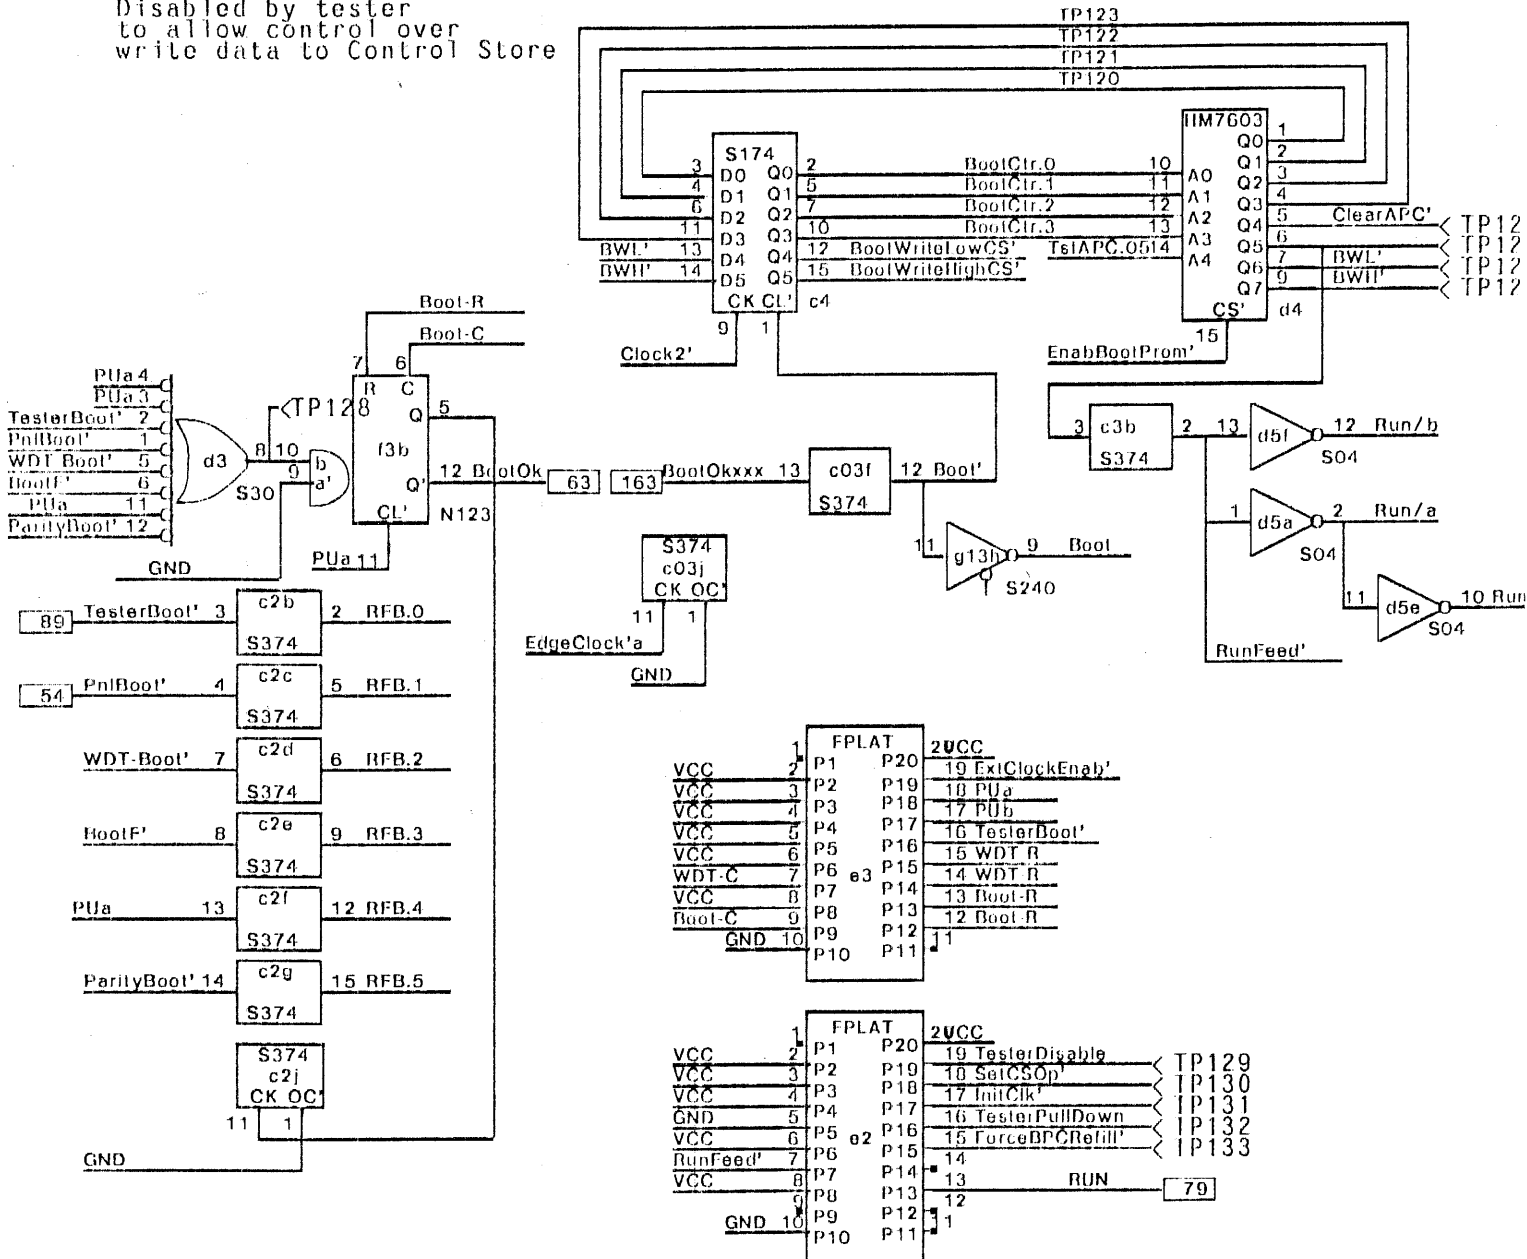 Disabled by tester
to allow control over
write data to Control Store
TP123
TP122
TP121
TP120
S174
3 D0 Q0 2 BootCtr.0 10 A0
4 D1 Q1 5 BootCtr.1 11 A1
6 D2 Q2 7 BootCtr.2 12 A2
11 D3 Q3 10 BootCtr.3 13 A3
BWL' 13 D4 Q4 12 BootWriteLowCS' TstAPC.0514 A4
BWH' 14 D5 Q5 15 BootWriteHighCS'
CK CL' c4
9 1
Clock2'
HM7603
Q0 1
Q1 2
Q2 3
Q3 4
Q4 5 ClearAPC' TP12
Q5 6 TP12
Q6 7 BWL' TP12
Q7 9 BWH' TP12
CS' d4
15
EnabBootProm'
Boot-R
Boot-C
7 6
R C
Q 5
f3b
Q' 12 BootOk 63
CL' N123
PUa 11
PUa 4
PUa 3
TesterBoot' 2
PnlBoot' 1
WDT-Boot' 5
BootF' 6
PUa 11
ParityBoot' 12
d3
S30
8 10 b
9 a'
TP128
GND
163 BootOkxxx 13 c03f 12 Boot'
S374
11 g13h 9 Boot
S240
S374
c03j
CK OC'
11 1
EdgeClock'a
GND
3 c3b 2
S374
13 d5f 12 Run/b
S04
1 d5a 2 Run/a
S04
11 d5e 10 Run
S04
RunFeed'
89 TesterBoot' 3 c2b 2 RFB.0
S374
54 PnlBoot' 4 c2c 5 RFB.1
S374
WDT-Boot' 7 c2d 6 RFB.2
S374
BootF' 8 c2e 9 RFB.3
S374
PUa 13 c2f 12 RFB.4
S374
ParityBoot' 14 c2g 15 RFB.5
S374
S374
c2j
CK OC'
11 1
GND
FPLAT
1 P1 P20 20 VCC
VCC 2 P2 P19 19 ExtClockEnab'
VCC 3 P3 P18 18 PUa
VCC 4 P4 P17 17 PUb
VCC 5 P5 P16 16 TesterBoot'
VCC 6 P6 P15 15 WDT-R
WDT-C 7 P7 P14 14 WDT-R
VCC 8 P8 P13 13 Boot-R
Boot-C 9 P9 P12 12 Boot-R
GND 10 P10 P11 11
e3
FPLAT
1 P1 P20 20 VCC
VCC 2 P2 P19 19 TesterDisable TP129
VCC 3 P3 P18 18 SetCSOp' TP130
VCC 4 P4 P17 17 InitClk' TP131
GND 5 P5 P16 16 TesterPullDown TP132
VCC 6 P6 P15 15 ForceBPCRefill' TP133
RunFeed' 7 P7 P14 14
VCC 8 P8 P13 13 RUN 79
9 P9 P12 12
GND 10 P10 P11 11
e2